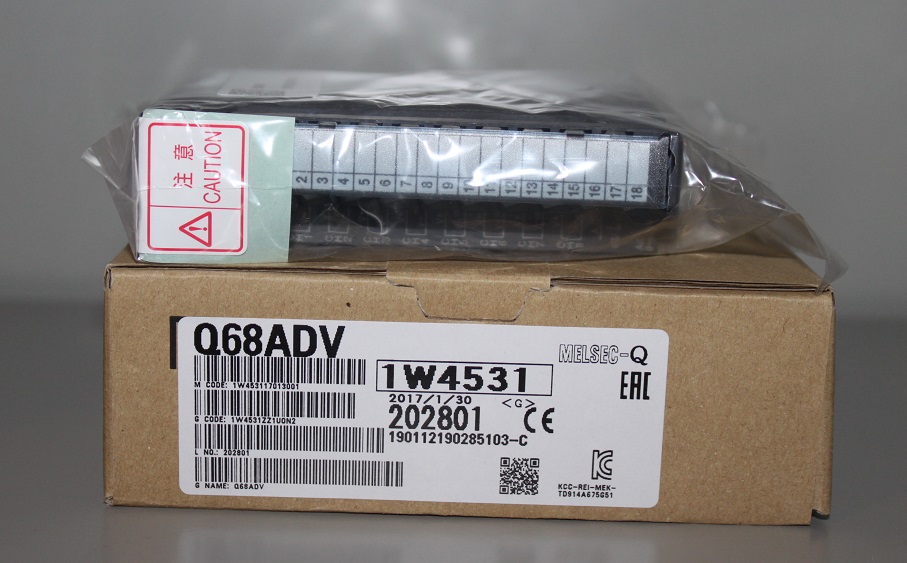 注意
CAUTION
2 3 4 5 6 7 8 9 10 11 12 13 14 15 16 17 18
Q68ADV
MELSEC-Q
1W4531
M CODE: 1W453117013001
2017/1/30 <G>
EAC
202801
CE
G CODE: 1W4531ZZ1U0N2
190112190285103-C
L NO.: 202801
G NAME: Q68ADV
KCC-REI-MEK-
TD914A675G51